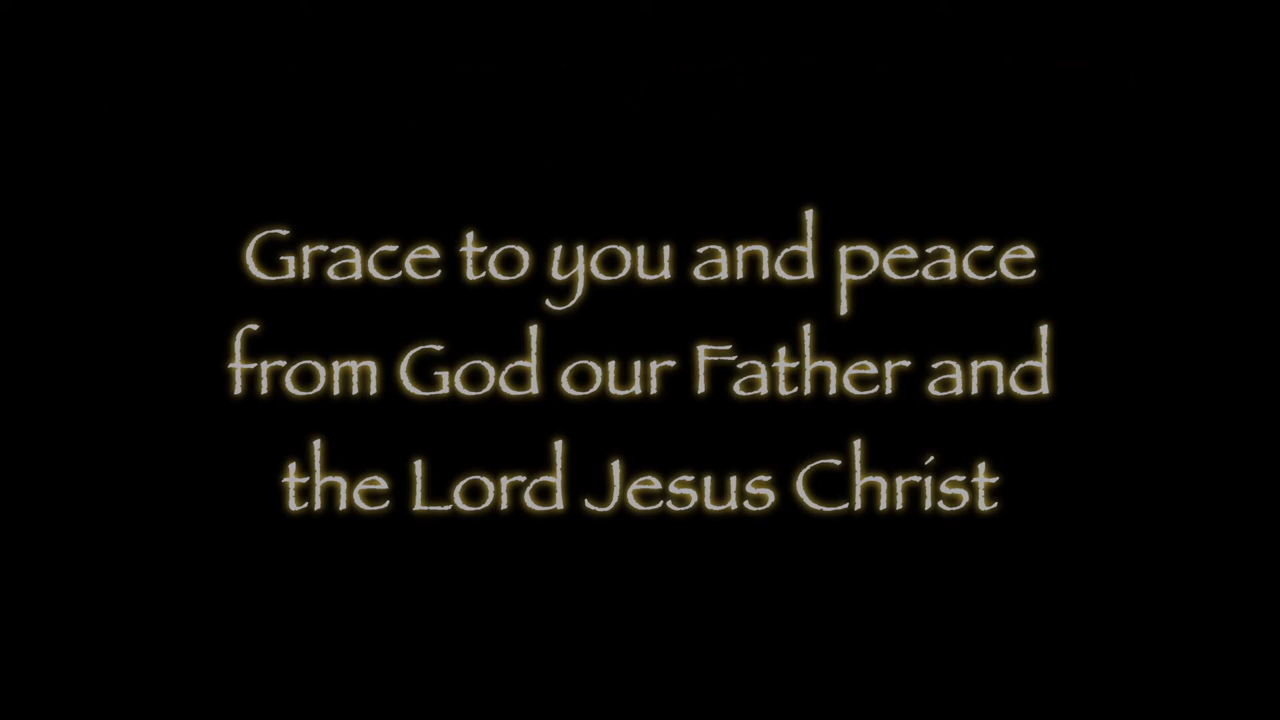 Grace to you and peace
from God our Father and
the Lord Jesus Christ